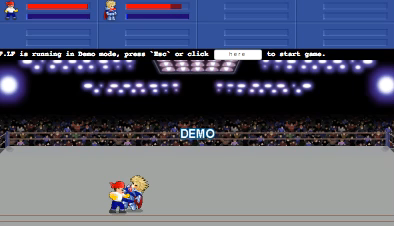 F.LF is running in Demo mode, press `Esc` or click here to start game.
DEMO